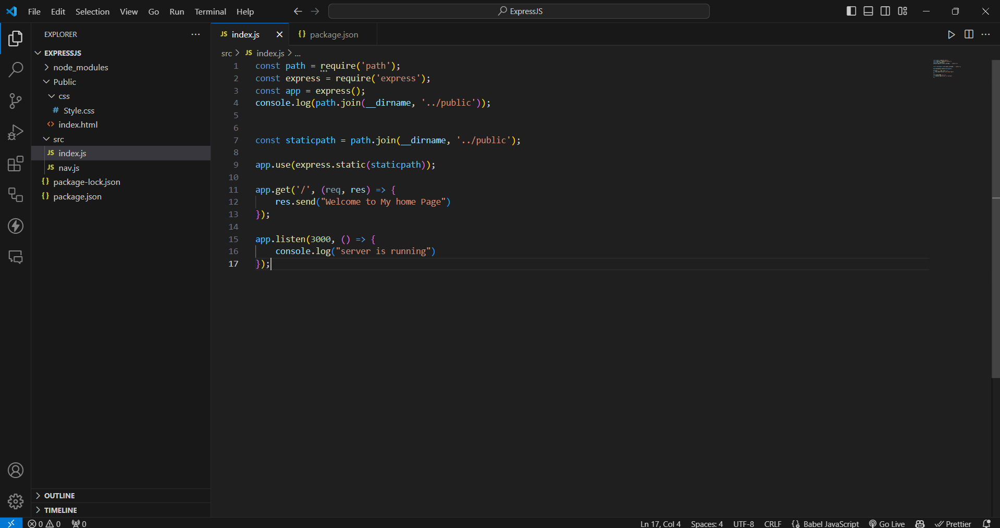 File Edit Selection View Go Run Terminal Help
ExpressJS
EXPLORER
EXPRESSJS
node_modules
Public
css
# Style.css
<> index.html
src
JS index.js
JS nav.js
{} package-lock.json
{} package.json
OUTLINE
TIMELINE
JS index.js
{} package.json
src > JS index.js > ...
1 const path = require('path');
2 const express = require('express');
3 const app = express();
4 console.log(path.join(__dirname, '../public'));
5
6
7 const staticpath = path.join(__dirname, '../public');
8
9 app.use(express.static(staticpath));
10
11 app.get('/', (req, res) => {
12     res.send("Welcome to My home Page")
13 });
14
15 app.listen(3000, () => {
16     console.log("server is running")
17 });
0 0 0 Ln 17, Col 4 Spaces: 4 UTF-8 CRLF Babel JavaScript Go Live Prettier